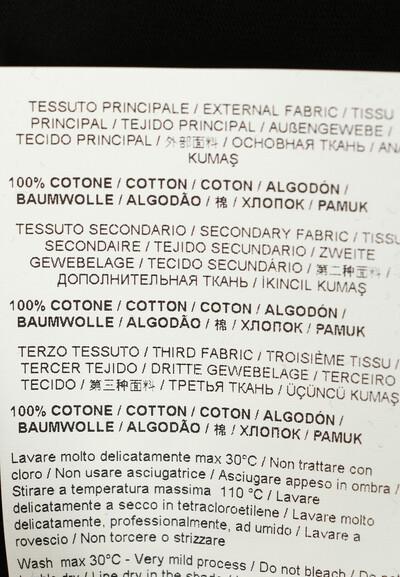 TESSUTO PRINCIPALE / EXTERNAL FABRIC / TISSU
PRINCIPAL / TEJIDO PRINCIPAL / AUßENGEWEBE /
TECIDO PRINCIPAL / 外部面料 / ОСНОВНАЯ ТКАНЬ / ANA
KUMAŞ
100% COTONE / COTTON / COTON / ALGODÓN /
BAUMWOLLE / ALGODÃO / 棉 / ХЛОПОК / PAMUK
TESSUTO SECONDARIO / SECONDARY FABRIC / TISSU
SECONDAIRE / TEJIDO SECUNDARIO / ZWEITE
GEWEBELAGE / TECIDO SECUNDÁRIO / 第二种面料 /
ДОПОЛНИТЕЛЬНАЯ ТКАНЬ / İKINCIL KUMAŞ
100% COTONE / COTTON / COTON / ALGODÓN /
BAUMWOLLE / ALGODÃO / 棉 / ХЛОПОК / PAMUK
TERZO TESSUTO / THIRD FABRIC / TROISIÈME TISSU /
TERCER TEJIDO / DRITTE GEWEBELAGE / TERCEIRO
TECIDO / 第三种面料 / ТРЕТЬЯ ТКАНЬ / ÜÇÜNCÜ KUMAŞ
100% COTONE / COTTON / COTON / ALGODÓN /
BAUMWOLLE / ALGODÃO / 棉 / ХЛОПОК / PAMUK
Lavare molto delicatamente max 30°C / Non trattare con
cloro / Non usare asciugatrice / Asciugare appeso in ombra /
Stirare a temperatura massima 110 °C / Lavare
delicatamente a secco in tetracloroetilene / Lavare molto
delicatamente, professionalmente, ad umido / Lavare a
rovescio / Non torcere o strizzare
Wash max 30°C - Very mild process / Do not bleach / Do not